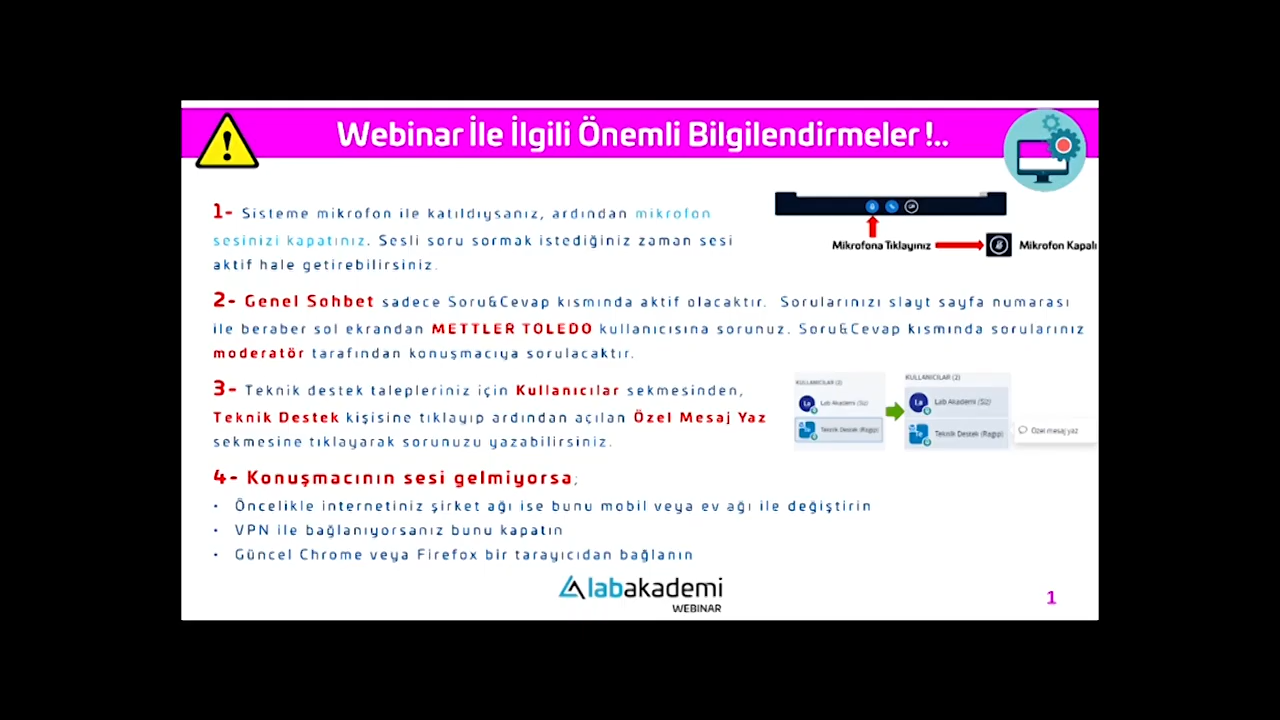 Webinar İle İlgili Önemli Bilgilendirmeler !..
1- Sisteme mikrofon ile katıldıysanız, ardından mikrofon
sesinizi kapatınız. Sesli soru sormak istediğiniz zaman sesi
aktif hale getirebilirsiniz.
Mikrofona Tıklayınız
Mikrofon Kapalı
2- Genel Sohbet sadece Soru&Cevap kısmında aktif olacaktır. Sorularınızı slayt sayfa numarası
ile beraber sol ekrandan METTLER TOLEDO kullanıcısına sorunuz. Soru&Cevap kısmında sorularınız
moderatör tarafından konuşmacıya sorulacaktır.
3- Teknik destek talepleriniz için Kullanıcılar sekmesinden,
Teknik Destek kişisine tıklayıp ardından açılan Özel Mesaj Yaz
sekmesine tıklayarak sorunuzu yazabilirsiniz.
KULLANICILAR (2)
La Lab Akademi (Siz)
Te Teknik Destek (Ragıp)
KULLANICILAR (2)
La Lab Akademi (Siz)
Te Teknik Destek (Ragıp)
Özel mesaj yaz
4- Konuşmacının sesi gelmiyorsa;
• Öncelikle internetiniz şirket ağı ise bunu mobil veya ev ağı ile değiştirin
• VPN ile bağlanıyorsanız bunu kapatın
• Güncel Chrome veya Firefox bir tarayıcıdan bağlanın
labakademi
WEBINAR
1